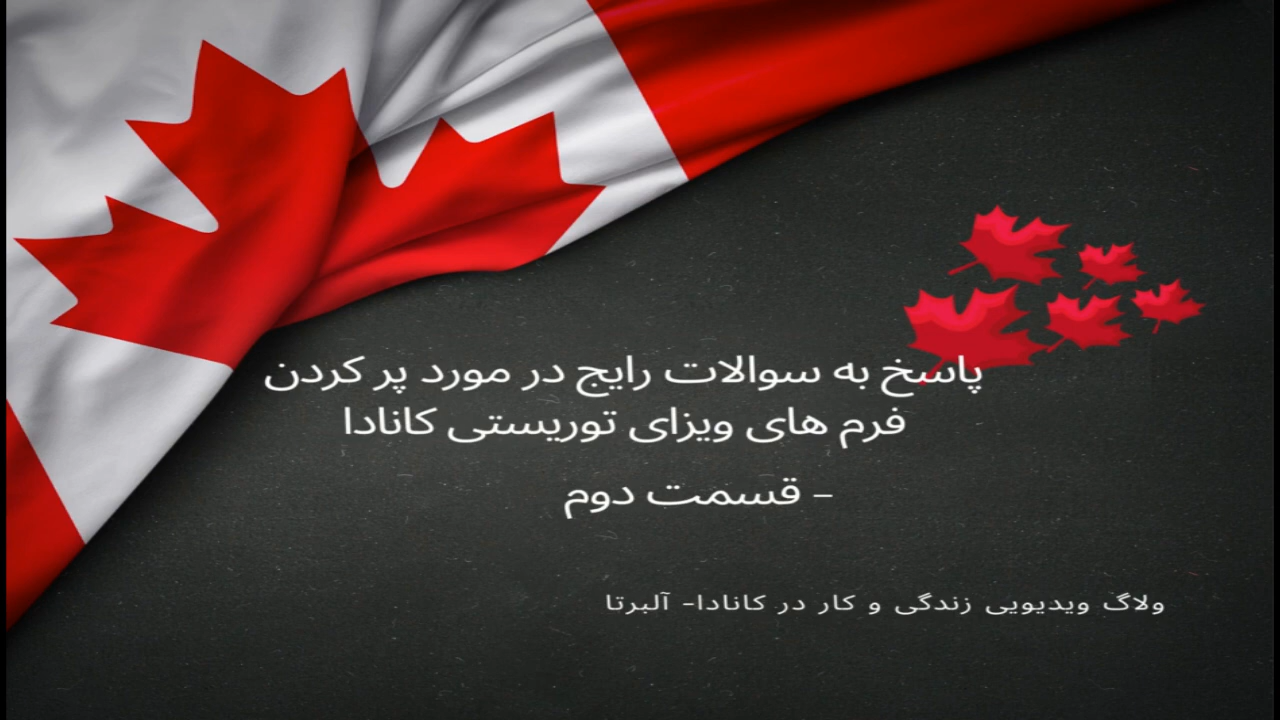 پاسخ به سوالات رایج در مورد پر کردن
فرم های ویزای توریستی کانادا
– قسمت دوم
ولاگ ویدیویی زندگی و کار در کانادا- آلبرتا